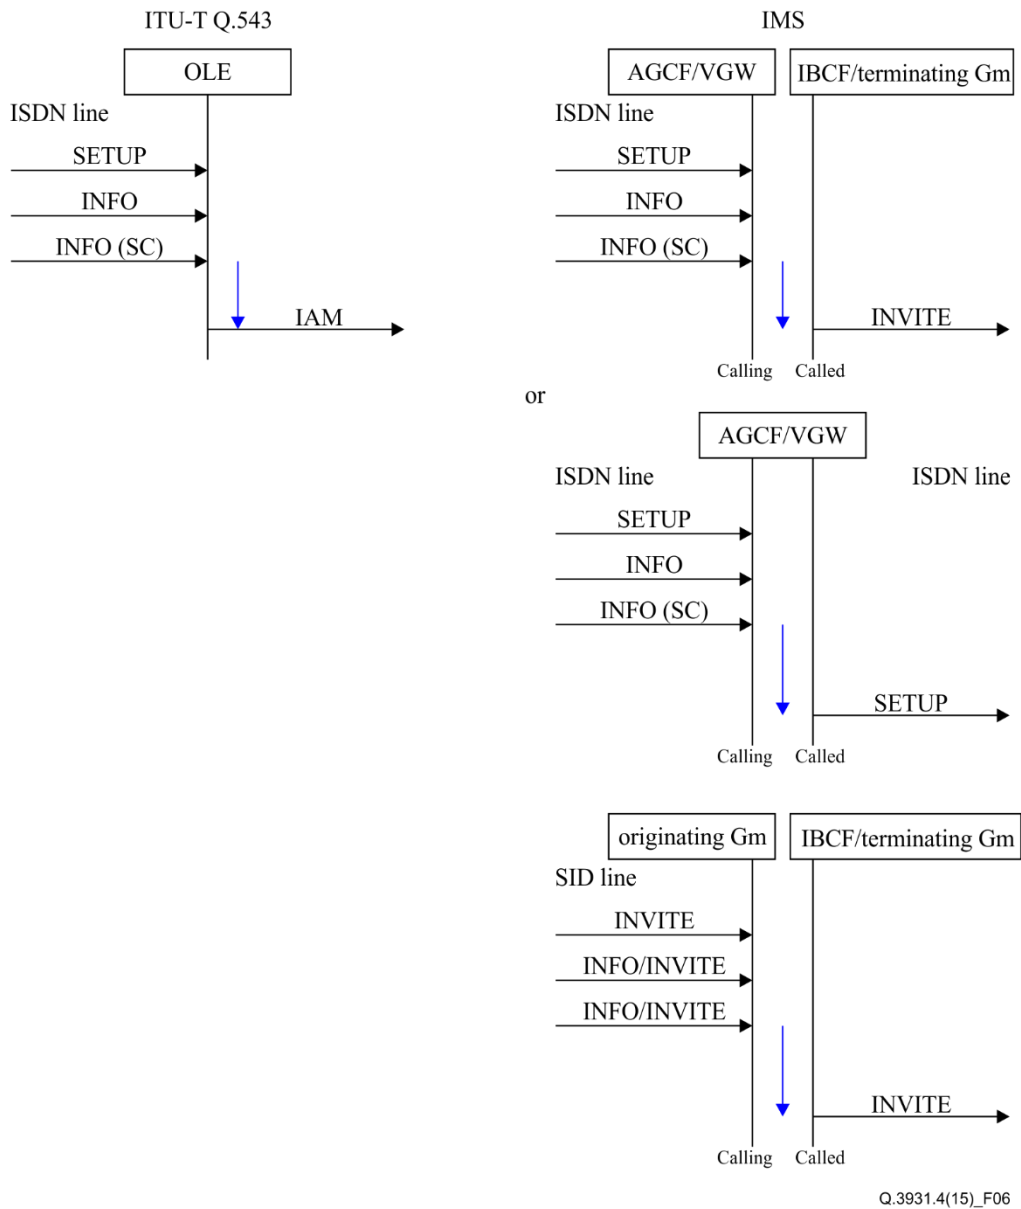 ITU-T Q.543
IMS
OLE
AGCF/VGW
IBCF/terminating Gm
ISDN line
ISDN line
SETUP
SETUP
INFO
INFO
INFO (SC)
INFO (SC)
IAM
INVITE
Calling
Called
or
AGCF/VGW
ISDN line
ISDN line
SETUP
INFO
INFO (SC)
SETUP
Calling
Called
originating Gm
IBCF/terminating Gm
SID line
INVITE
INFO/INVITE
INFO/INVITE
INVITE
Calling
Called
Q.3931.4(15)_F06